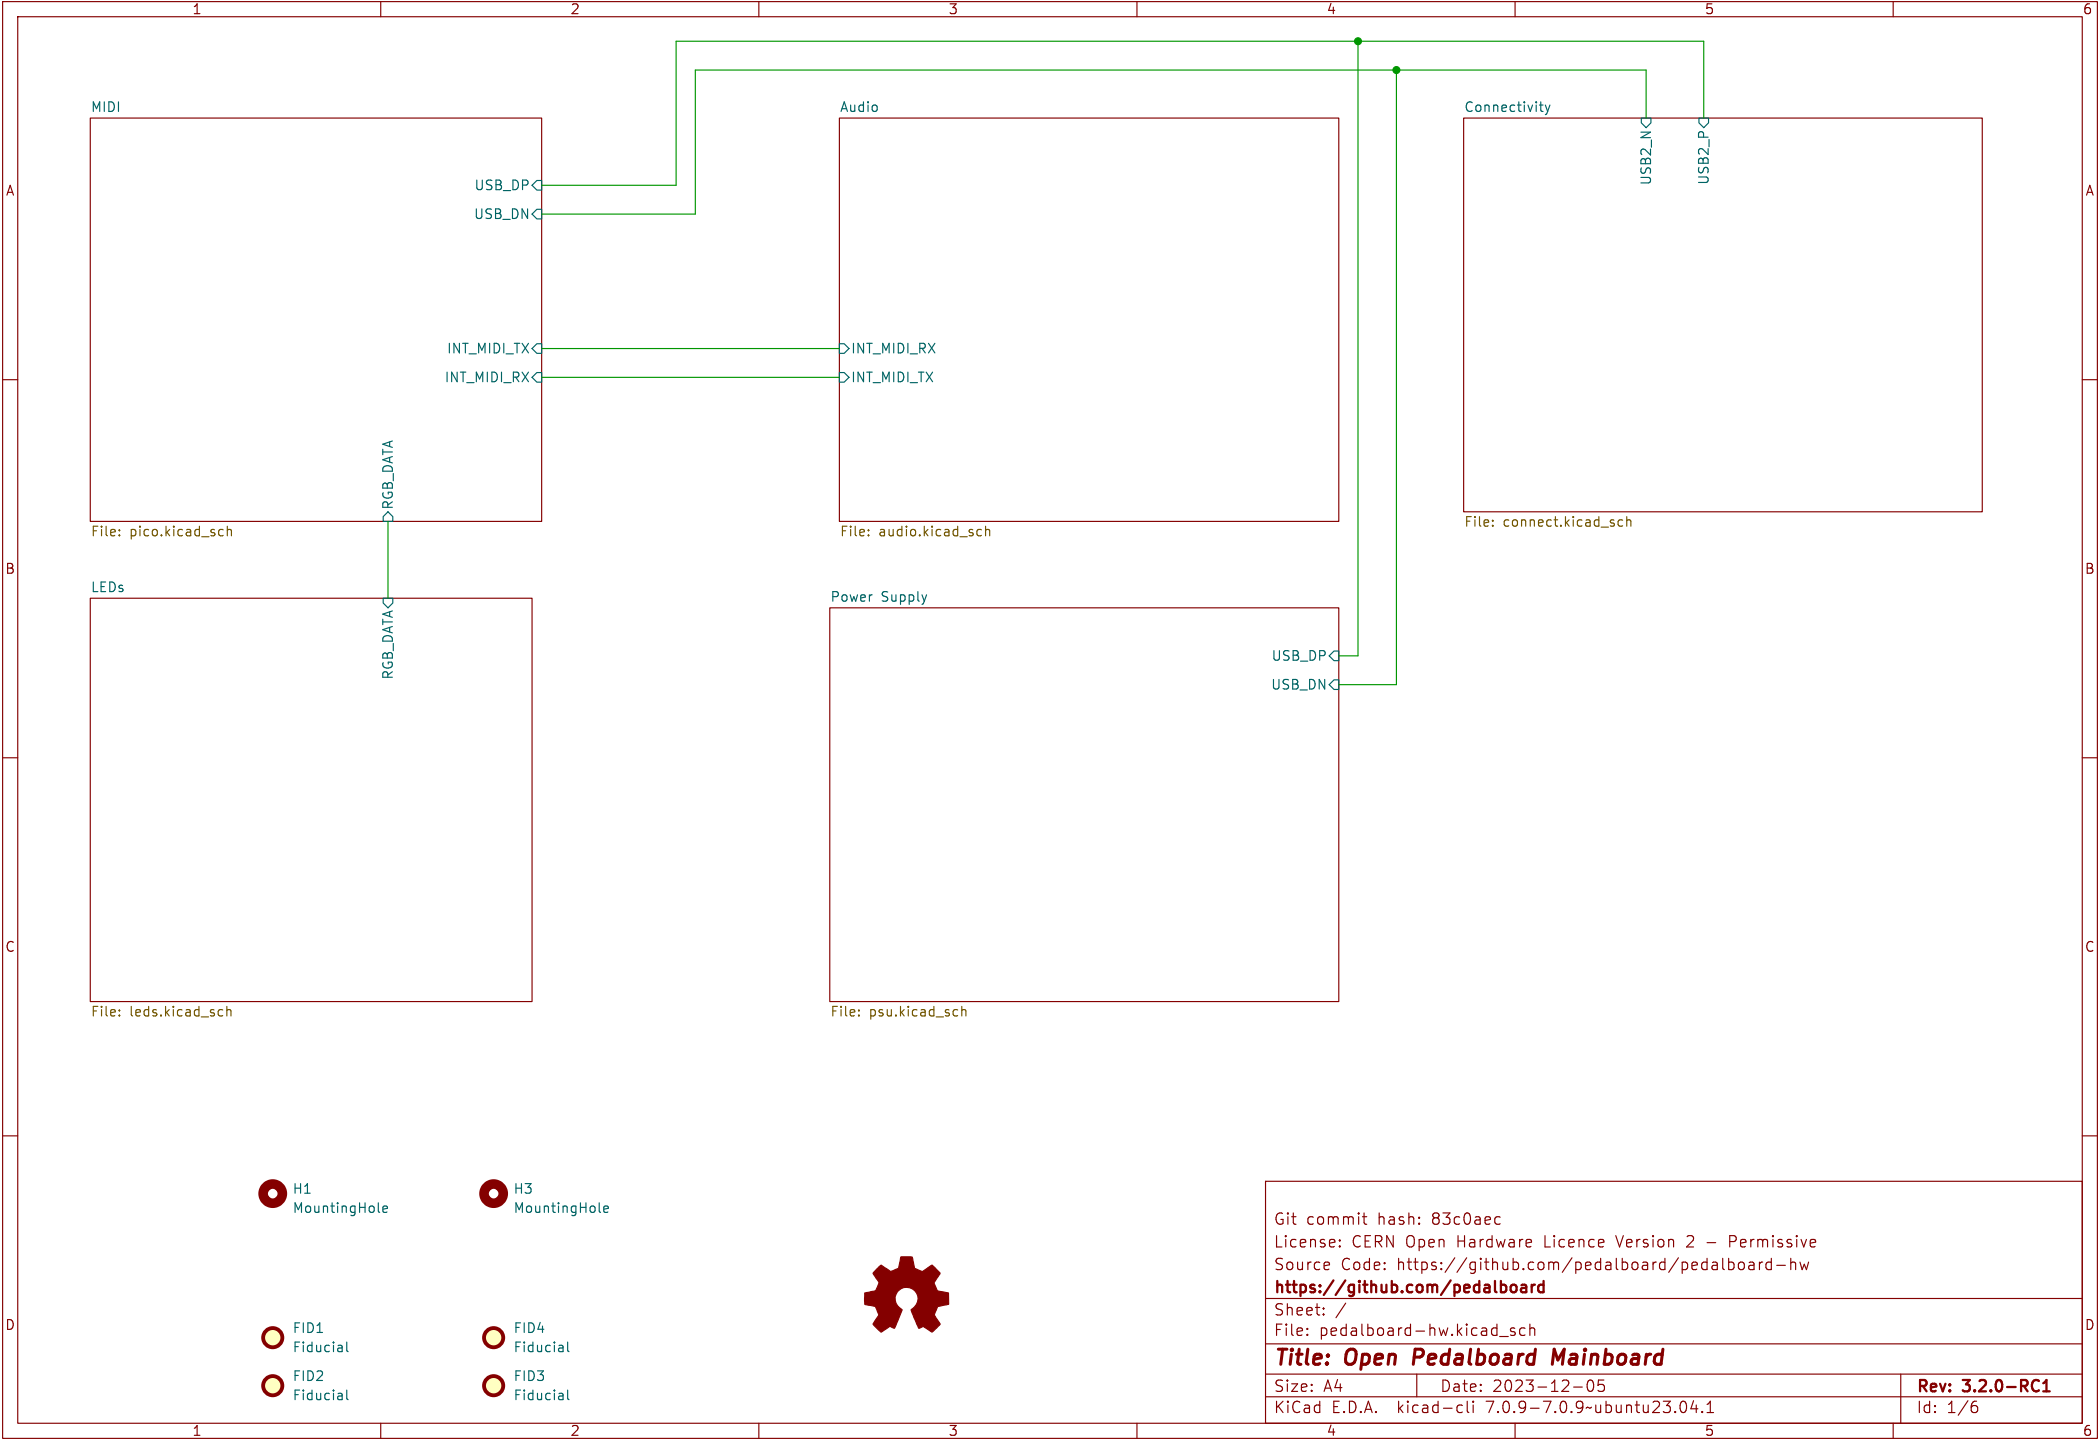 1 2 3 4 5 6
MIDI
Audio
Connectivity
USB2_N
USB2_P
USB_DP
USB_DN
A
A
INT_MIDI_TX
INT_MIDI_RX
INT_MIDI_RX
INT_MIDI_TX
RGB_DATA
File: pico.kicad_sch
File: audio.kicad_sch
File: connect.kicad_sch
B
B
LEDs
Power Supply
RGB_DATA
USB_DP
USB_DN
C
C
File: leds.kicad_sch
File: psu.kicad_sch
H1
MountingHole
H3
MountingHole
FID1
Fiducial
FID4
Fiducial
FID2
Fiducial
FID3
Fiducial
D
D
Git commit hash: 83c0aec
License: CERN Open Hardware Licence Version 2 - Permissive
Source Code: https://github.com/pedalboard/pedalboard-hw
https://github.com/pedalboard
Sheet: /
File: pedalboard-hw.kicad_sch
Title: Open Pedalboard Mainboard
Size: A4
Date: 2023-12-05
Rev: 3.2.0-RC1
KiCad E.D.A. kicad-cli 7.0.9-7.0.9~ubuntu23.04.1
Id: 1/6
1 2 3 4 5 6